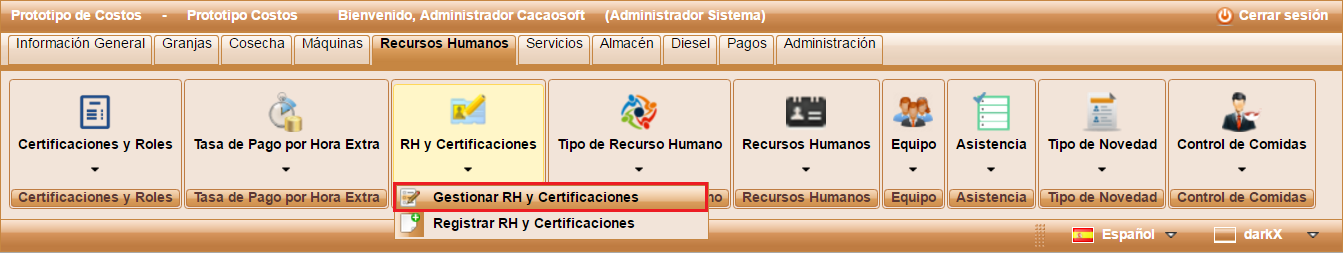 Prototipo de Costos - Prototipo Costos Bienvenido, Administrador Cacaosoft (Administrador Sistema) Cerrar sesión
Información General Granjas Cosecha Máquinas Recursos Humanos Servicios Almacén Diesel Pagos Administración
Certificaciones y Roles Tasa de Pago por Hora Extra RH y Certificaciones Tipo de Recurso Humano Recursos Humanos Equipo Asistencia Tipo de Novedad Control de Comidas
Certificaciones y Roles Tasa de Pago por Hora Extra Gestionar RH y Certificaciones no Recursos Humanos Equipo Asistencia Tipo de Novedad Control de Comidas
Registrar RH y Certificaciones
Español darkX